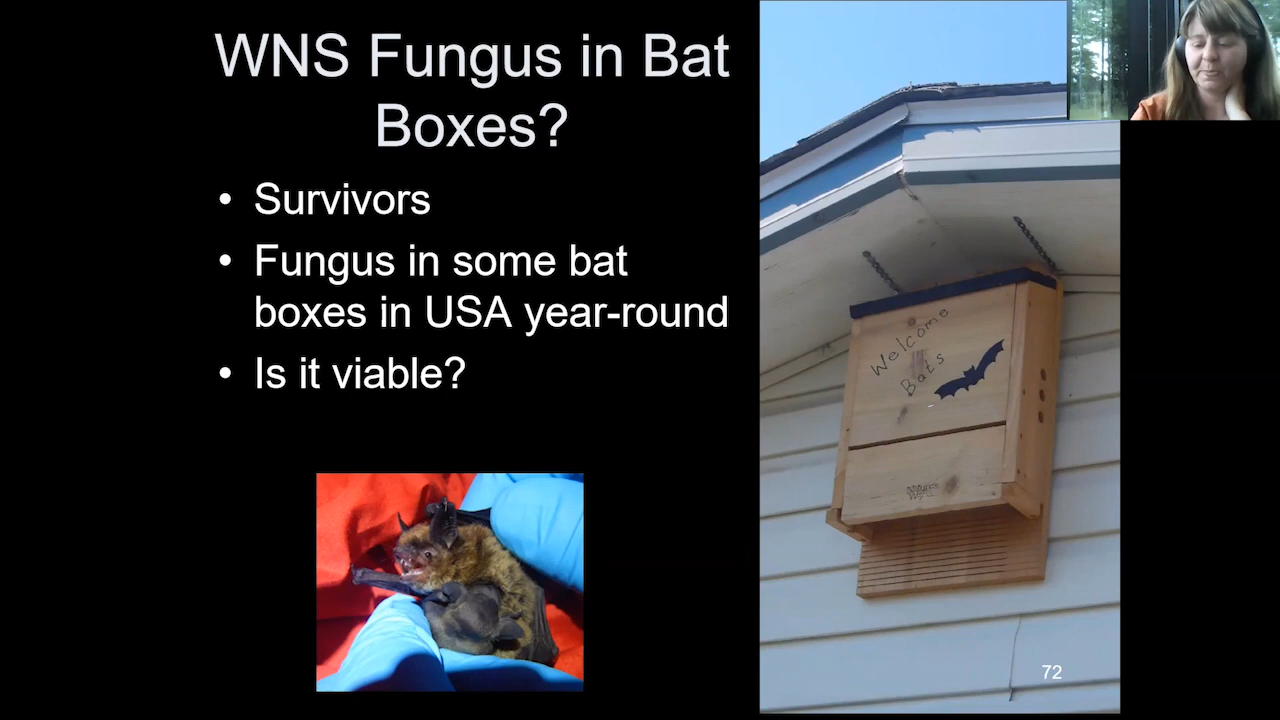 WNS Fungus in Bat
Boxes?
• Survivors
• Fungus in some bat
boxes in USA year-round
• Is it viable?
Welcome
Bats
72